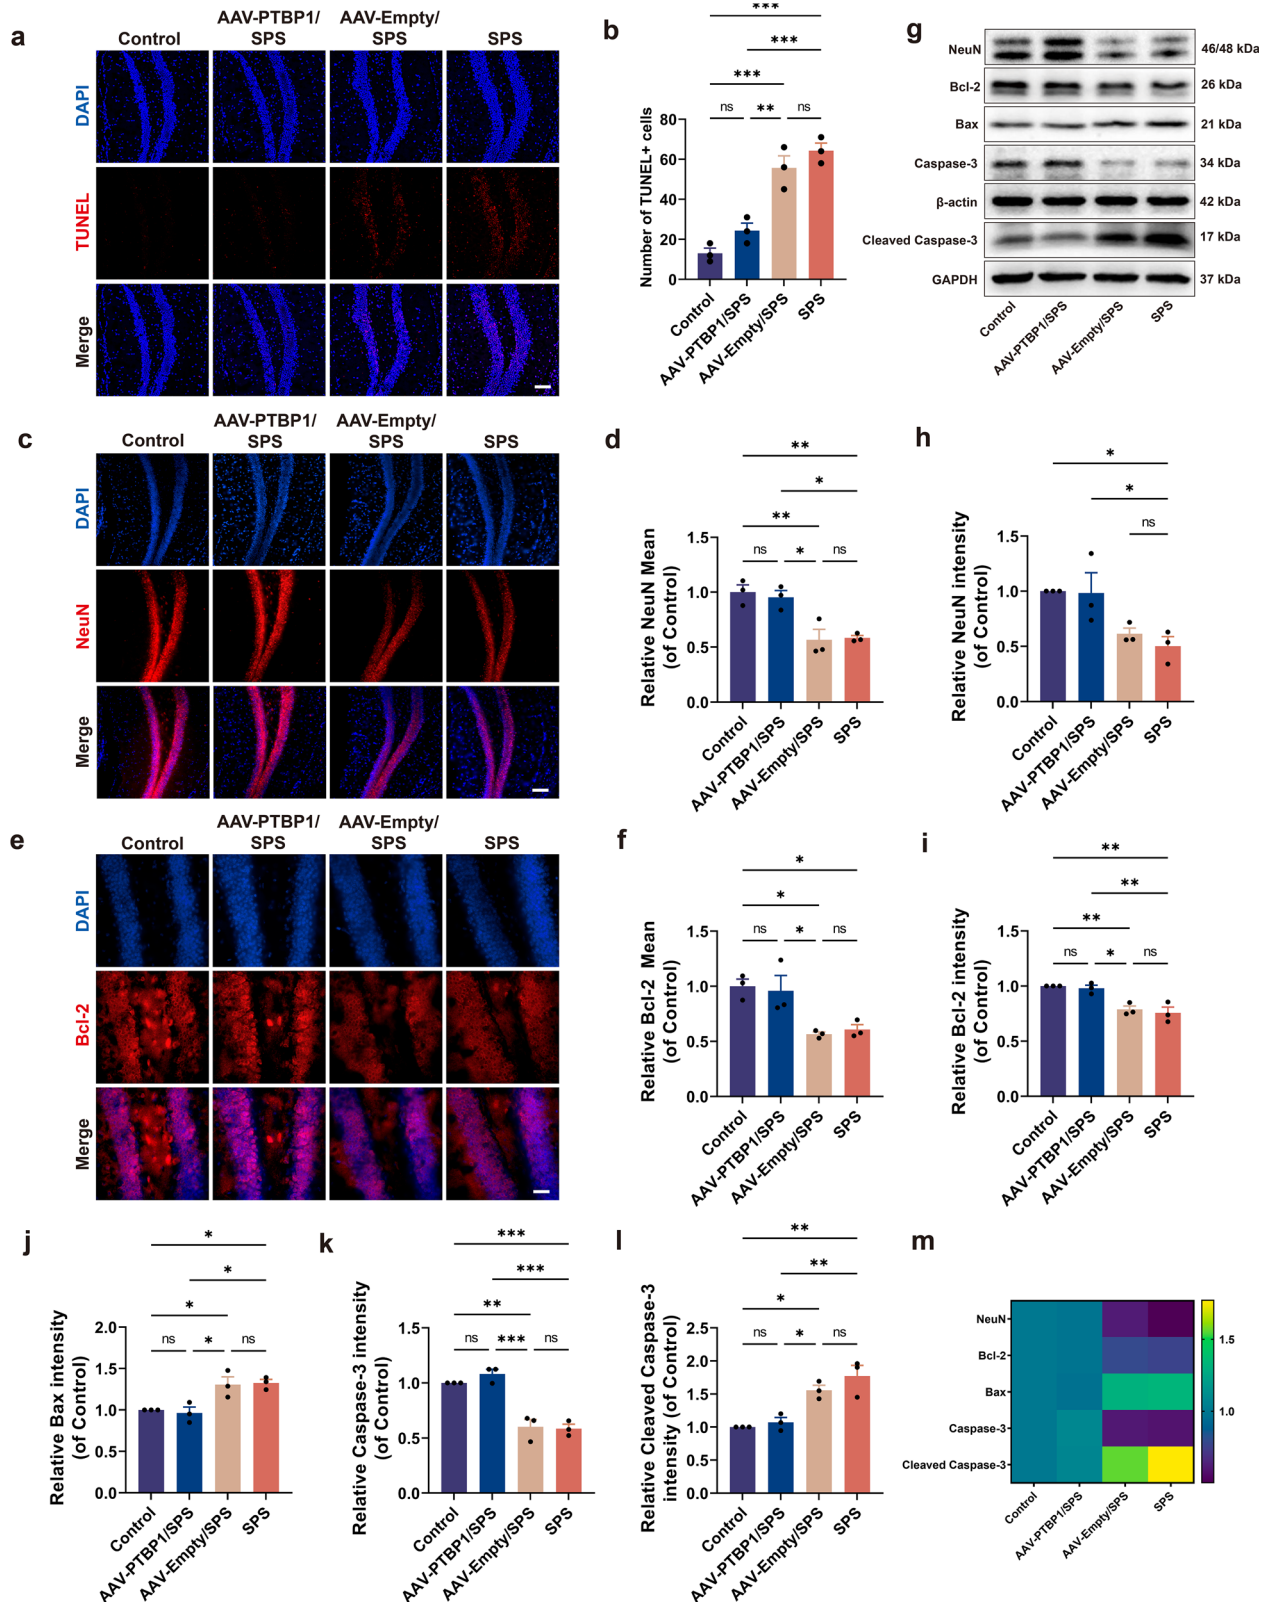 a
Control
AAV-PTBP1/
SPS
AAV-Empty/
SPS
SPS
DAPI
TUNEL
Merge
b
***
***
***
ns
**
ns
Number of TUNEL+ cells
80
60
40
20
0
Control
AAV-PTBP1/SPS
AAV-Empty/SPS
SPS
g
NeuN
46/48 kDa
Bcl-2
26 kDa
Bax
21 kDa
Caspase-3
34 kDa
β-actin
42 kDa
Cleaved Caspase-3
17 kDa
GAPDH
37 kDa
Control
AAV-PTBP1/SPS
AAV-Empty/SPS
SPS
c
Control
AAV-PTBP1/
SPS
AAV-Empty/
SPS
SPS
DAPI
NeuN
Merge
d
**
*
**
ns
*
ns
Relative NeuN Mean
(of Control)
1.5
1.0
0.5
0.0
Control
AAV-PTBP1/SPS
AAV-Empty/SPS
SPS
h
*
*
ns
Relative NeuN intensity
(of Control)
1.5
1.0
0.5
0.0
Control
AAV-PTBP1/SPS
AAV-Empty/SPS
SPS
e
Control
AAV-PTBP1/
SPS
AAV-Empty/
SPS
SPS
DAPI
Bcl-2
Merge
f
*
*
ns
*
ns
Relative Bcl-2 Mean
(of Control)
1.5
1.0
0.5
0.0
Control
AAV-PTBP1/SPS
AAV-Empty/SPS
SPS
i
**
**
**
ns
*
ns
Relative Bcl-2 intensity
(of Control)
1.5
1.0
0.5
0.0
Control
AAV-PTBP1/SPS
AAV-Empty/SPS
SPS
j
*
*
*
ns
*
ns
Relative Bax intensity
(of Control)
2.0
1.5
1.0
0.5
0.0
Control
AAV-PTBP1/SPS
AAV-Empty/SPS
SPS
k
***
***
**
ns
***
ns
Relative Caspase-3 intensity
(of Control)
1.5
1.0
0.5
0.0
Control
AAV-PTBP1/SPS
AAV-Empty/SPS
SPS
l
**
**
*
ns
*
ns
Relative Cleaved Caspase-3
intensity (of Control)
2.5
2.0
1.5
1.0
0.5
0.0
Control
AAV-PTBP1/SPS
AAV-Empty/SPS
SPS
m
NeuN
Bcl-2
Bax
Caspase-3
Cleaved Caspase-3
1.5
1.0
Control
AAV-PTBP1/SPS
AAV-Empty/SPS
SPS